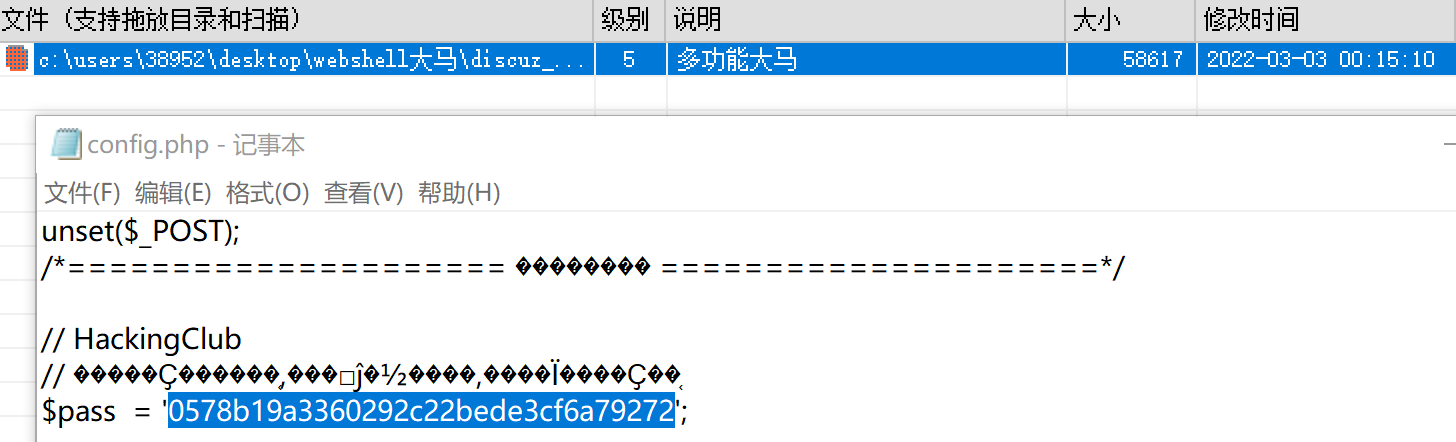 文件（支持拖放目录和扫描） 级别 说明 大小 修改时间
c:\users\38952\desktop\webshell大马\discur_... 5 多功能大马 58617 2022-03-03 00:15:10
config.php - 记事本
文件(F) 编辑(E) 格式(O) 查看(V) 帮助(H)
unset($_POST);
/*===================== �������� =====================*/
// HackingClub
//
$pass = '0578b19a3360292c22bede3cf6a79272';